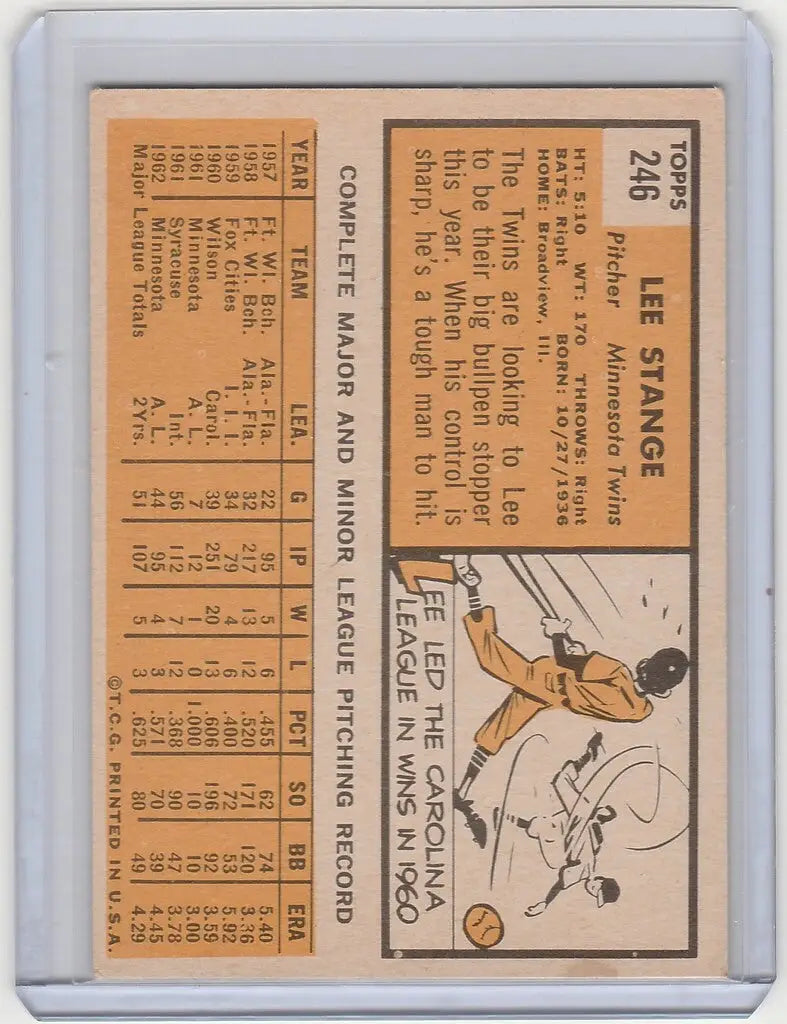 TOPPS
246
LEE STANGE
Pitcher Minnesota Twins
HT: 5:10 WT: 170 THROWS: Right
BATS: Right BORN: 10/27/1936
HOME: Broadview, Ill.
The Twins are looking to Lee
to be their big bullpen stopper
this year. When his control is
sharp, he's a tough man to hit.
LEE LED THE CAROLINA
LEAGUE IN WINS IN 1960
COMPLETE MAJOR AND MINOR LEAGUE PITCHING RECORD
YEAR TEAM LEA. G IP W L PCT SO BB ERA
1957 Ft. Wl. Bch. Ala.-Fla. 22 95 5 6 .455 62 74 5.40
1958 Ft. Wl. Bch. Ala.-Fla. 32 217 13 12 .520 171 120 3.36
1959 Fox Cities I. I. I. 34 79 4 6 .400 72 53 5.92
1960 Wilson Carol. 39 251 20 13 .606 196 92 3.59
1961 Minnesota A. L. 7 12 1 0 1.000 10 10 3.00
1961 Syracuse Int. 56 112 7 12 .368 90 47 3.78
1962 Minnesota A. L. 44 95 4 3 .571 70 39 4.45
Major League Totals 2Yrs. 51 107 5 3 .625 80 49 4.29
©T.C.G. PRINTED IN U.S.A.